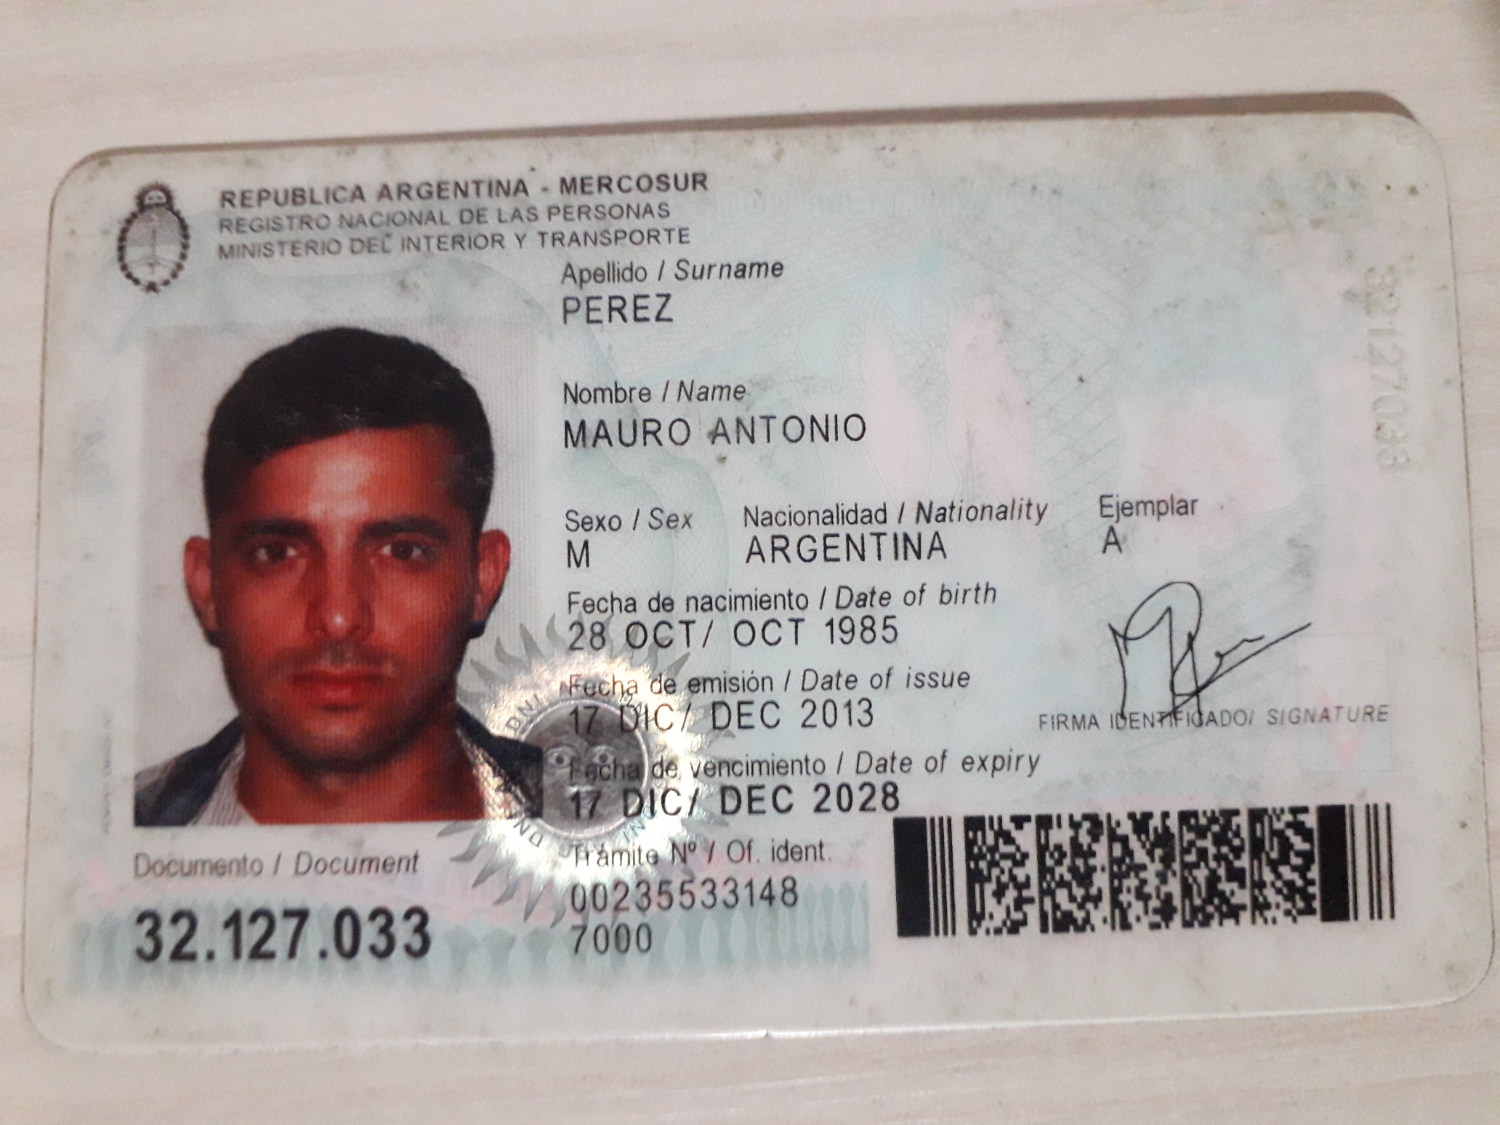 REPUBLICA ARGENTINA - MERCOSUR
REGISTRO NACIONAL DE LAS PERSONAS
MINISTERIO DEL INTERIOR Y TRANSPORTE
Apellido / Surname
PEREZ
Nombre / Name
MAURO ANTONIO
Sexo / Sex Nacionalidad / Nationality Ejemplar
M ARGENTINA A
Fecha de nacimiento / Date of birth
28 OCT/ OCT 1985
Fecha de emisión / Date of issue
17 DIC/ DEC 2013
FIRMA IDENTIFICADO/ SIGNATURE
Fecha de vencimiento / Date of expiry
17 DIC/ DEC 2028
Trámite Nº / Of. ident.
00235533148
7000
Documento / Document
32.127.033
32127033